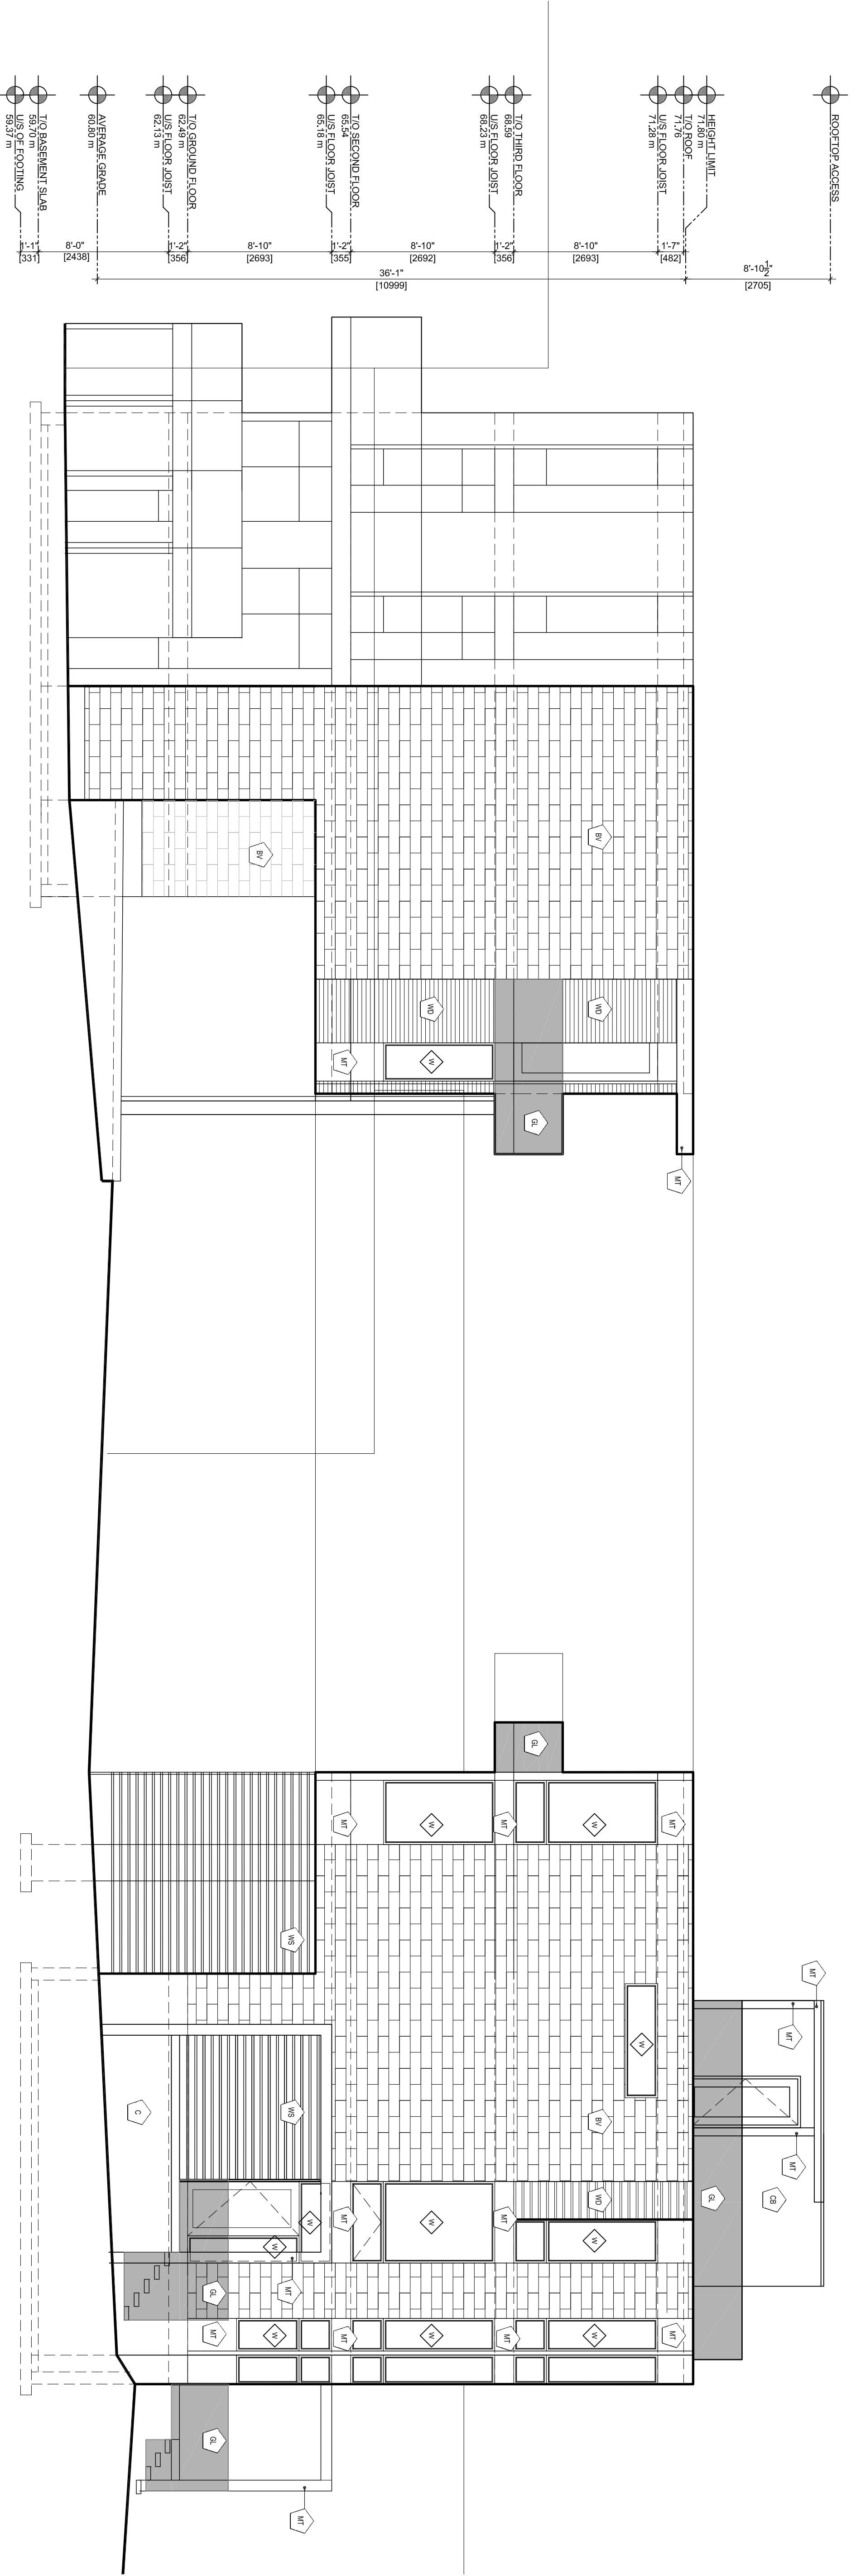 ROOFTOP ACCESS
HEIGHT LIMIT
71.80 m
T/O ROOF
71.76
U/S FLOOR JOIST
71.28 m
T/O THIRD FLOOR
68.59
U/S FLOOR JOIST
68.23 m
T/O SECOND FLOOR
65.54
U/S FLOOR JOIST
65.18 m
T/O GROUND FLOOR
62.49 m
U/S FLOOR JOIST
62.13 m
AVERAGE GRADE
60.80 m
T/O BASEMENT SLAB
59.70 m
U/S OF FOOTING
59.37 m
1'-1"
[331]
8'-0"
[2438]
1'-2"
[356]
8'-10"
[2693]
1'-2"
[355]
8'-10"
[2692]
1'-2"
[356]
8'-10"
[2693]
1'-7"
[482]
36'-1"
[10999]
8'-10 1/2"
[2705]
BV
BV
WD
WD
MT
W
GL
MT
GL
MT
W
MT
W
MT
WS
MT
MT
W
C
WS
BV
MT
GL
CB
WD
W
MT
W
MT
W
W
MT
GL
MT
W
MT
W
MT
W
MT
GL
MT